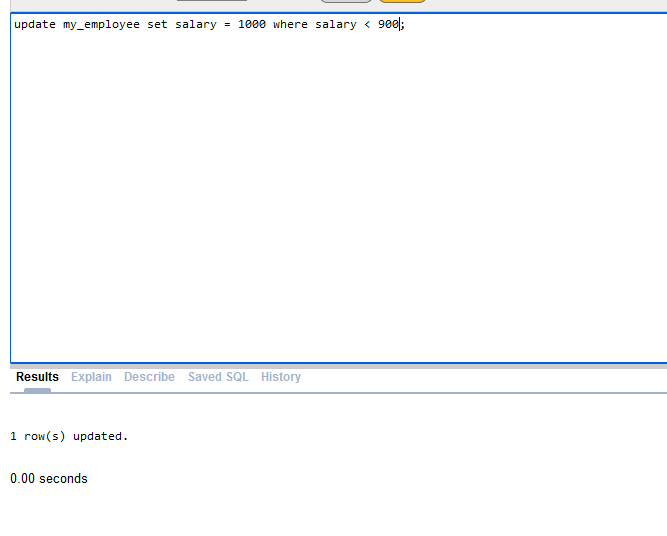 update my_employee set salary = 1000 where salary < 900;
Results Explain Describe Saved SQL History
1 row(s) updated.
0.00 seconds